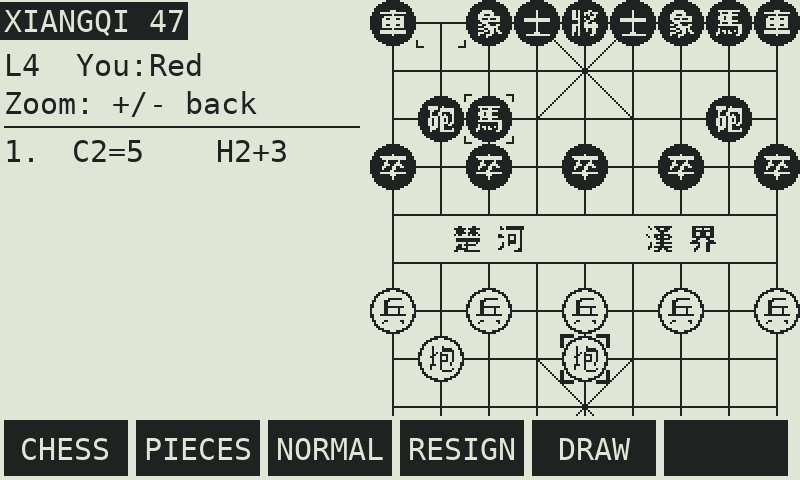 XIANGQI 47
L4 You:Red
Zoom: +/- back
1. C2=5 H2+3
車 象 士 將 士 象 馬 車
砲 馬 砲
卒 卒 卒 卒 卒
楚 河 漢 界
兵 兵 兵 兵 兵
炮 炮
CHESS PIECES NORMAL RESIGN DRAW